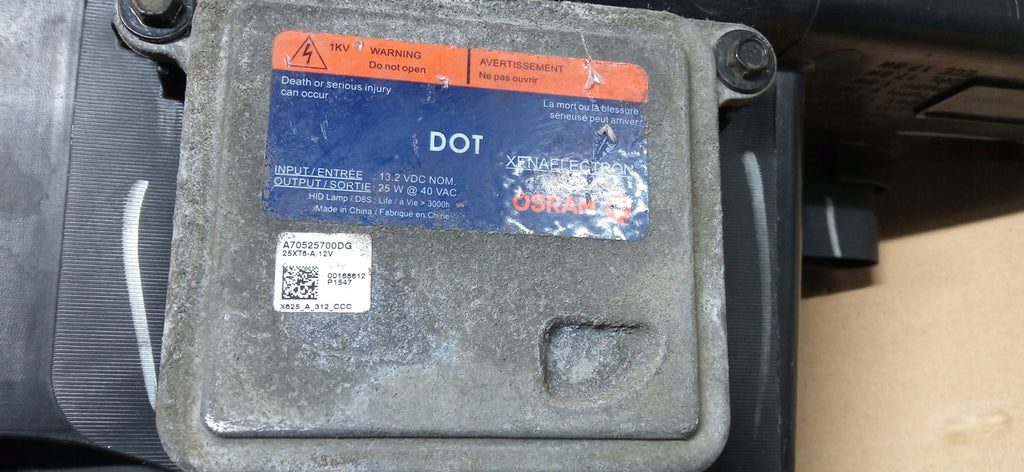 1KV
WARNING
Do not open
AVERTISSEMENT
Ne pas ouvrir
Death or serious injury
can occur
La mort ou la blessure
sérieuse peut arriver
DOT
XENAELECTRON
INPUT/ENTRÉE : 13.2 VDC NOM.
OUTPUT/SORTIE : 25 W @ 40 VAC
HID Lamp / D8S : Life / à Vie > 3000h
Made in China / Fabriqué en Chine
OSRAM
A70525700DG
25XT6-A/12V
00168612
P1547
X625_A_312_CCC